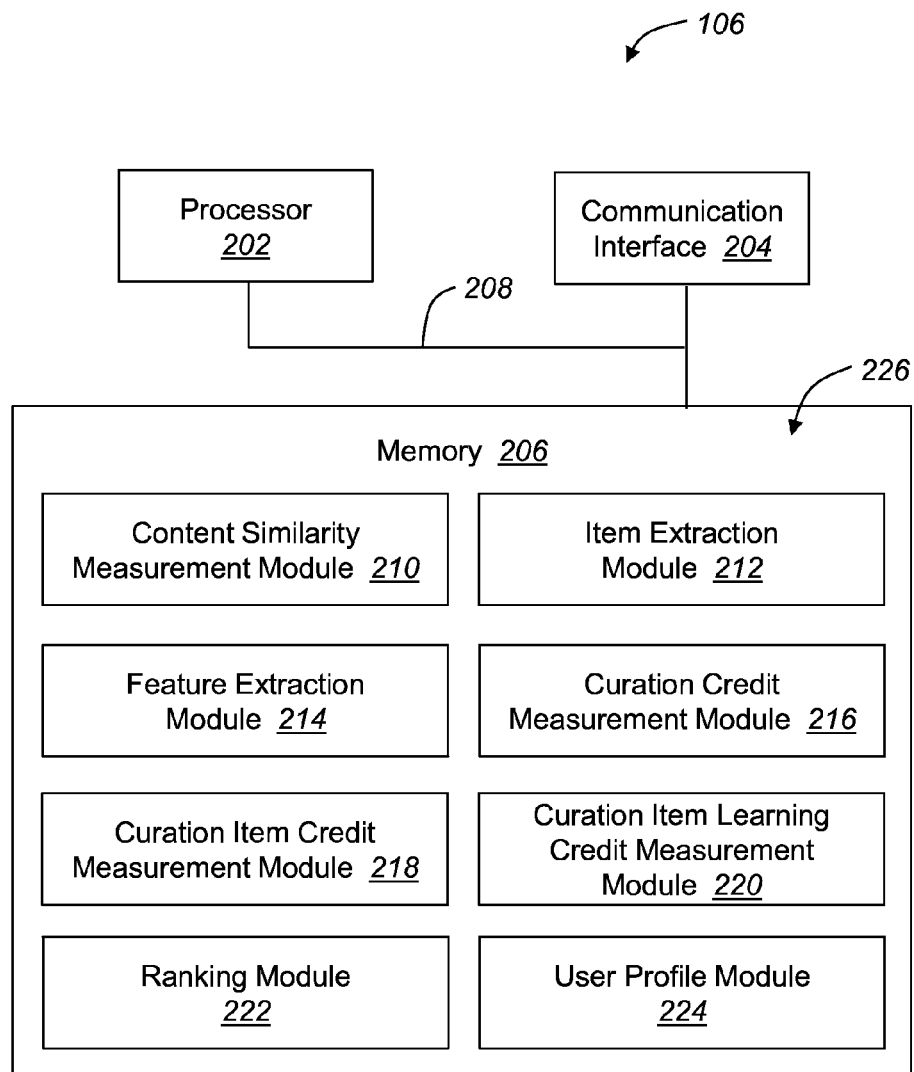 106
Processor
202
Communication
Interface 204
208
226
Memory 206
Content Similarity
Measurement Module 210
Item Extraction
Module 212
Feature Extraction
Module 214
Curation Credit
Measurement Module 216
Curation Item Credit
Measurement Module 218
Curation Item Learning
Credit Measurement
Module 220
Ranking Module
222
User Profile Module
224